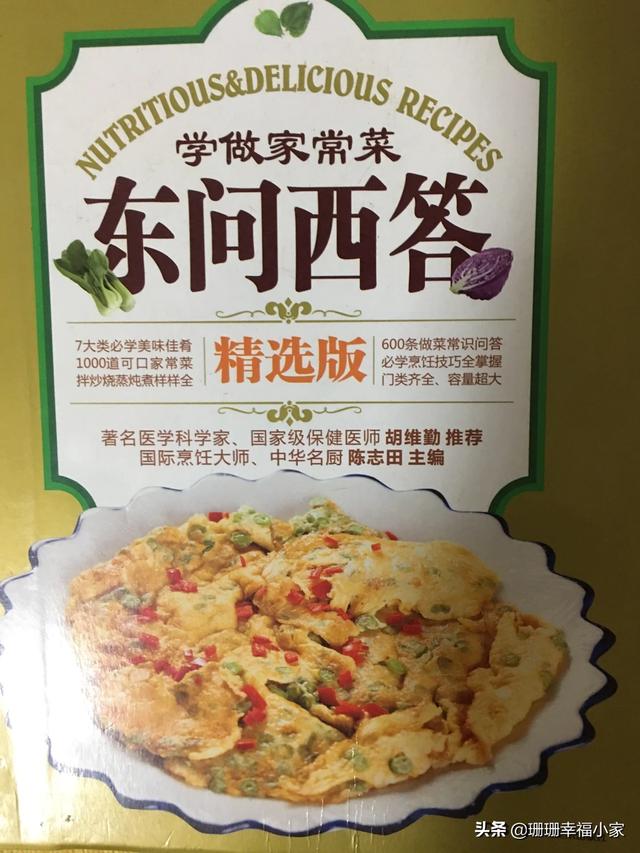 NUTRITIOUS&DELICIOUS RECIPES
学做家常菜
东问西答
7大类必学美味佳肴
1000道可口家常菜
拌炒烧蒸炖煮样样全
精选版
600条做菜常识问答
必学烹饪技巧全掌握
门类齐全、容量超大
著名医学科学家、国家级保健医师 胡维勤 推荐
国际烹饪大师、中华名厨 陈志田 主编
头条 @珊珊幸福小家